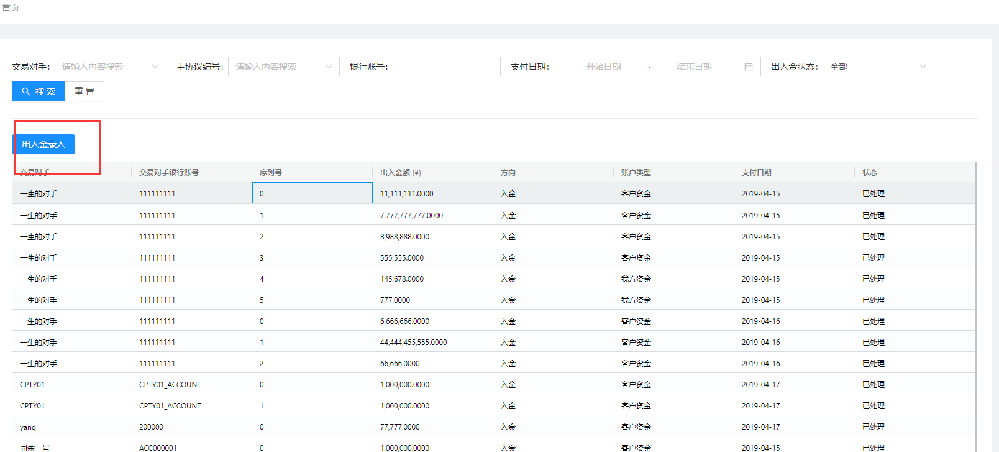 首页
交易对手: 请输入内容搜索 主协议编号: 请输入内容搜索 银行账号: 支付日期: 开始日期 ~ 结束日期 出入金状态: 全部
搜索 重置
出入金录入
交易对手 交易对手银行账号 序列号 出入金额 (¥) 方向 账户类型 支付日期 状态
一生的对手 111111111 0 11,111,111.0000 入金 客户资金 2019-04-15 已处理
一生的对手 111111111 1 7,777,777,777.0000 入金 客户资金 2019-04-15 已处理
一生的对手 111111111 2 8,988,888.0000 入金 客户资金 2019-04-15 已处理
一生的对手 111111111 3 555,555.0000 入金 客户资金 2019-04-15 已处理
一生的对手 111111111 4 145,678.0000 入金 我方资金 2019-04-15 已处理
一生的对手 111111111 5 777.0000 入金 我方资金 2019-04-15 已处理
一生的对手 111111111 0 6,666,666.0000 入金 客户资金 2019-04-16 已处理
一生的对手 111111111 1 44,444,455,555.0000 入金 客户资金 2019-04-16 已处理
一生的对手 111111111 2 66,666.0000 入金 客户资金 2019-04-16 已处理
CPTY01 CPTY01_ACCOUNT 0 1,000,000.0000 入金 客户资金 2019-04-17 已处理
CPTY01 CPTY01_ACCOUNT 1 1,000,000.0000 入金 客户资金 2019-04-17 已处理
yang 200000 0 77,777.0000 入金 客户资金 2019-04-17 已处理
同余一号 ACC000001 0 1,000,000.0000 入金 客户资金 2019-04-15 已处理